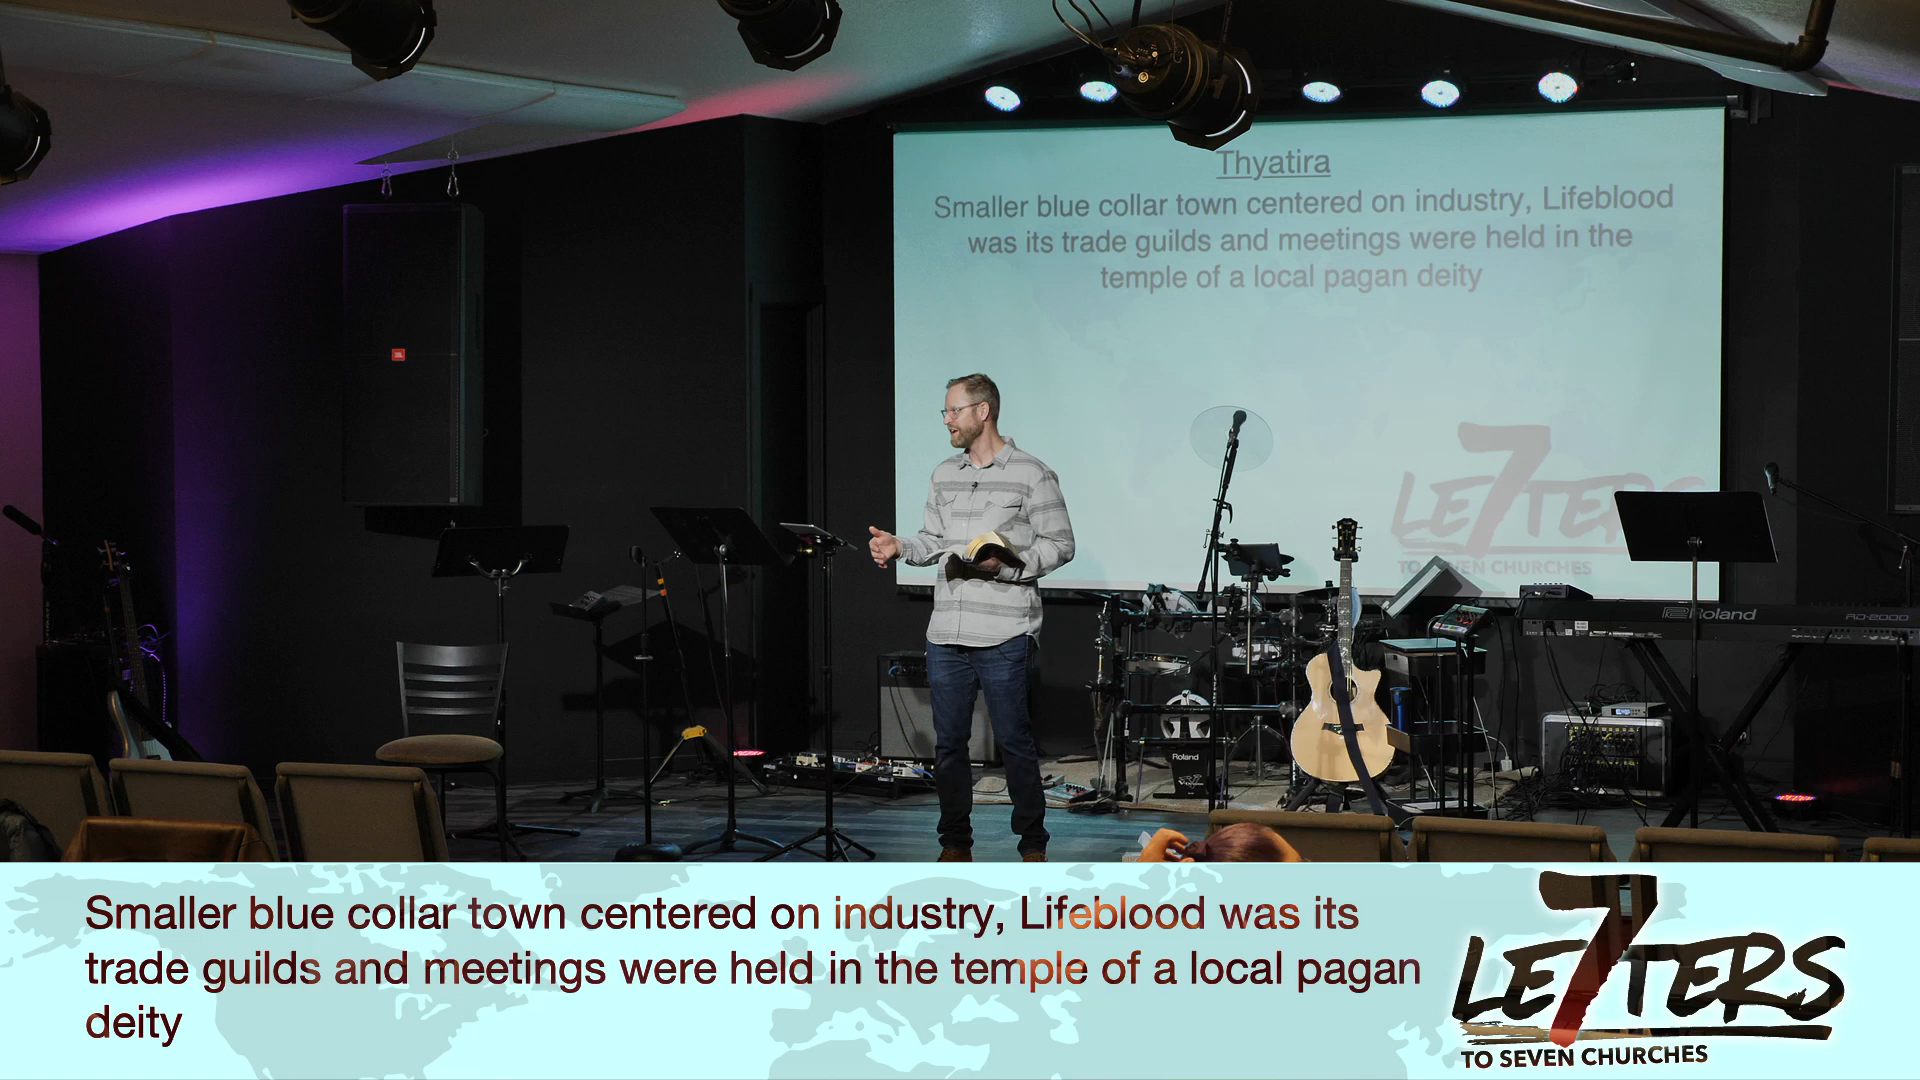 Thyatira
Smaller blue collar town centered on industry, Lifeblood
was its trade guilds and meetings were held in the
temple of a local pagan deity
LE7TERS
TO SEVEN CHURCHES
Roland
RD-2000
JBL
Roland
Smaller blue collar town centered on industry, Lifeblood was its
trade guilds and meetings were held in the temple of a local pagan
deity
LE7TERS
TO SEVEN CHURCHES